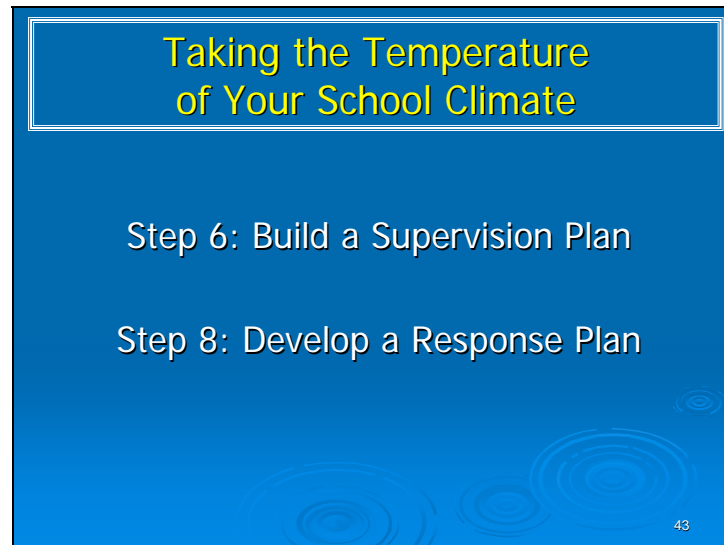 Taking the Temperature
of Your School Climate
Step 6: Build a Supervision Plan
Step 8: Develop a Response Plan
43